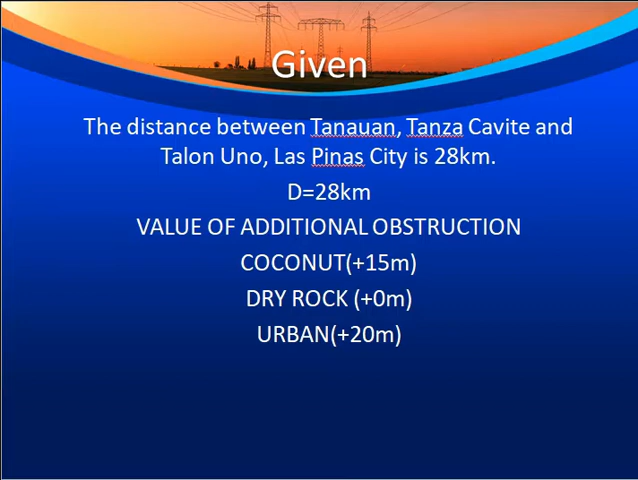 Given
The distance between Tanauan, Tanza Cavite and
Talon Uno, Las Pinas City is 28km.
D=28km
VALUE OF ADDITIONAL OBSTRUCTION
COCONUT(+15m)
DRY ROCK (+0m)
URBAN(+20m)